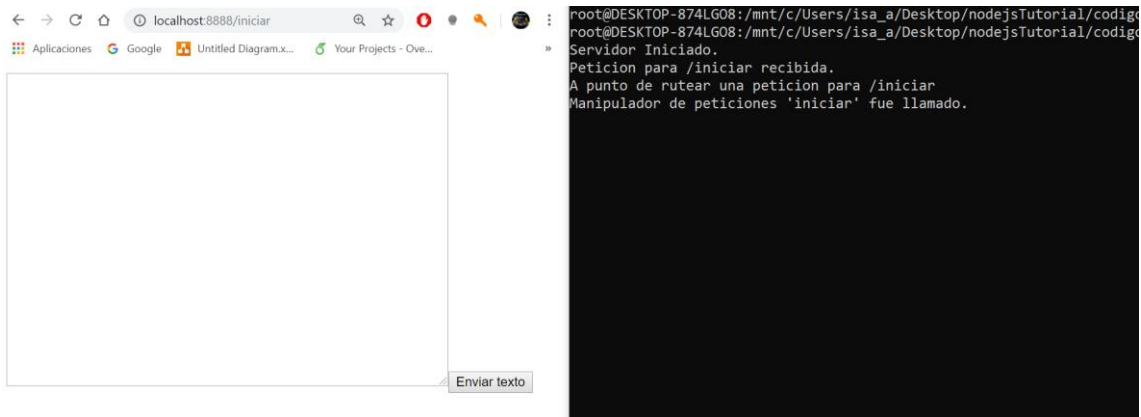 localhost:8888/iniciar
Aplicaciones Google Untitled Diagram.x... Your Projects - Ove... »
Enviar texto
root@DESKTOP-874LGO8:/mnt/c/Users/isa_a/Desktop/nodejsTutorial/codigo
root@DESKTOP-874LGO8:/mnt/c/Users/isa_a/Desktop/nodejsTutorial/codigo
Servidor Iniciado.
Peticion para /iniciar recibida.
A punto de rutear una peticion para /iniciar
Manipulador de peticiones 'iniciar' fue llamado.